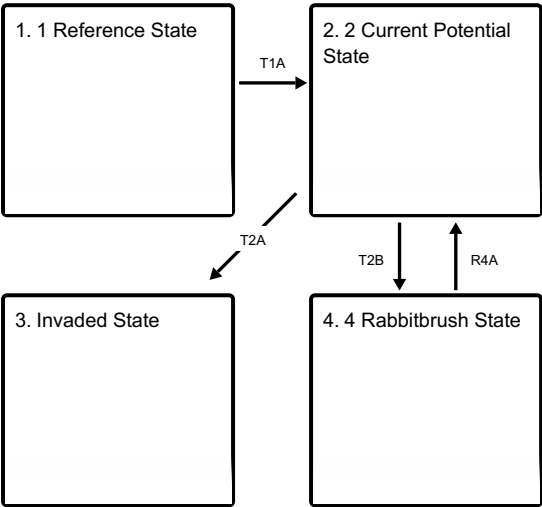 1. 1 Reference State
2. 2 Current Potential
State
T1A
T2A
T2B
R4A
3. Invaded State
4. 4 Rabbitbrush State